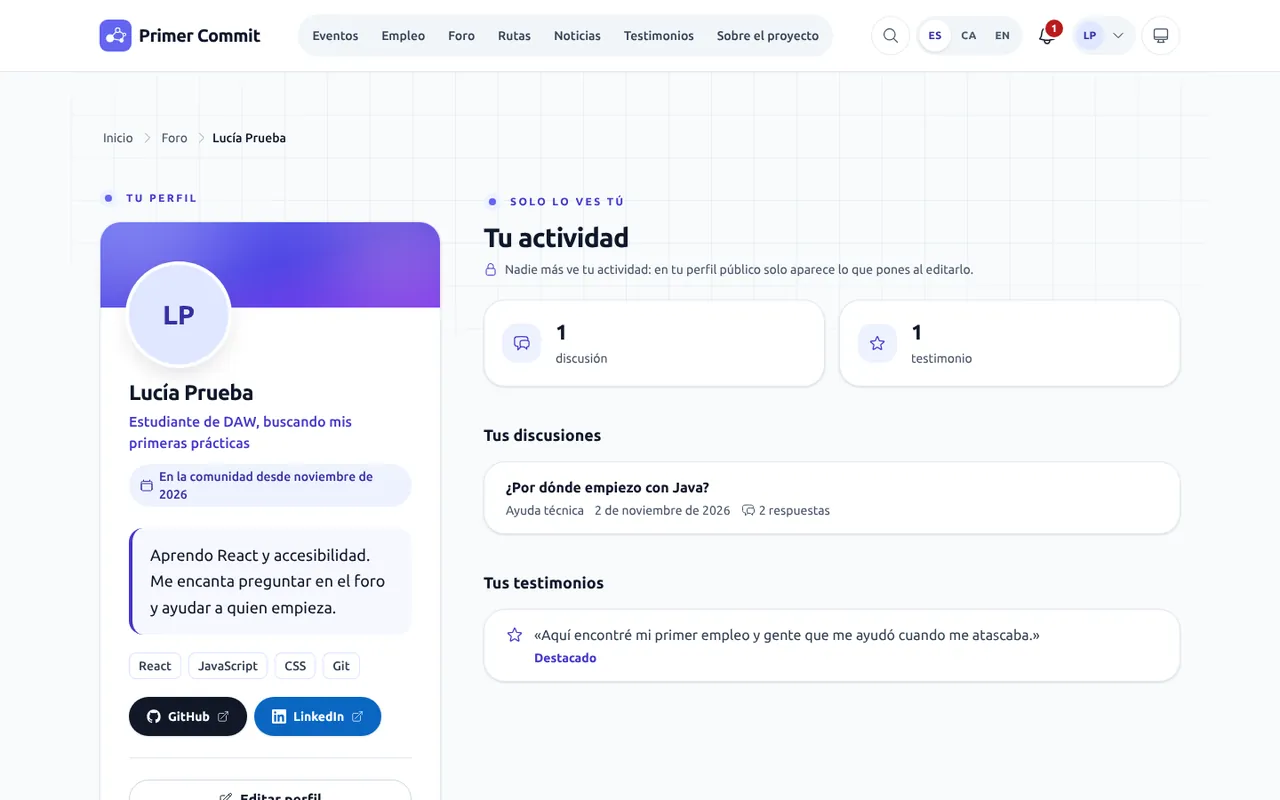 Primer Commit
Eventos
Empleo
Foro
Rutas
Noticias
Testimonios
Sobre el proyecto
ES
CA
EN
1
LP
Inicio
Foro
Lucía Prueba
TU PERFIL
LP
Lucía Prueba
Estudiante de DAW, buscando mis
primeras prácticas
En la comunidad desde noviembre de
2026
Aprendo React y accesibilidad.
Me encanta preguntar en el foro
y ayudar a quien empieza.
React
JavaScript
CSS
Git
GitHub
LinkedIn
Editar perfil
SOLO LO VES TÚ
Tu actividad
Nadie más ve tu actividad: en tu perfil público solo aparece lo que pones al editarlo.
1
discusión
1
testimonio
Tus discusiones
¿Por dónde empiezo con Java?
Ayuda técnica 2 de noviembre de 2026 2 respuestas
Tus testimonios
«Aquí encontré mi primer empleo y gente que me ayudó cuando me atascaba.»
Destacado